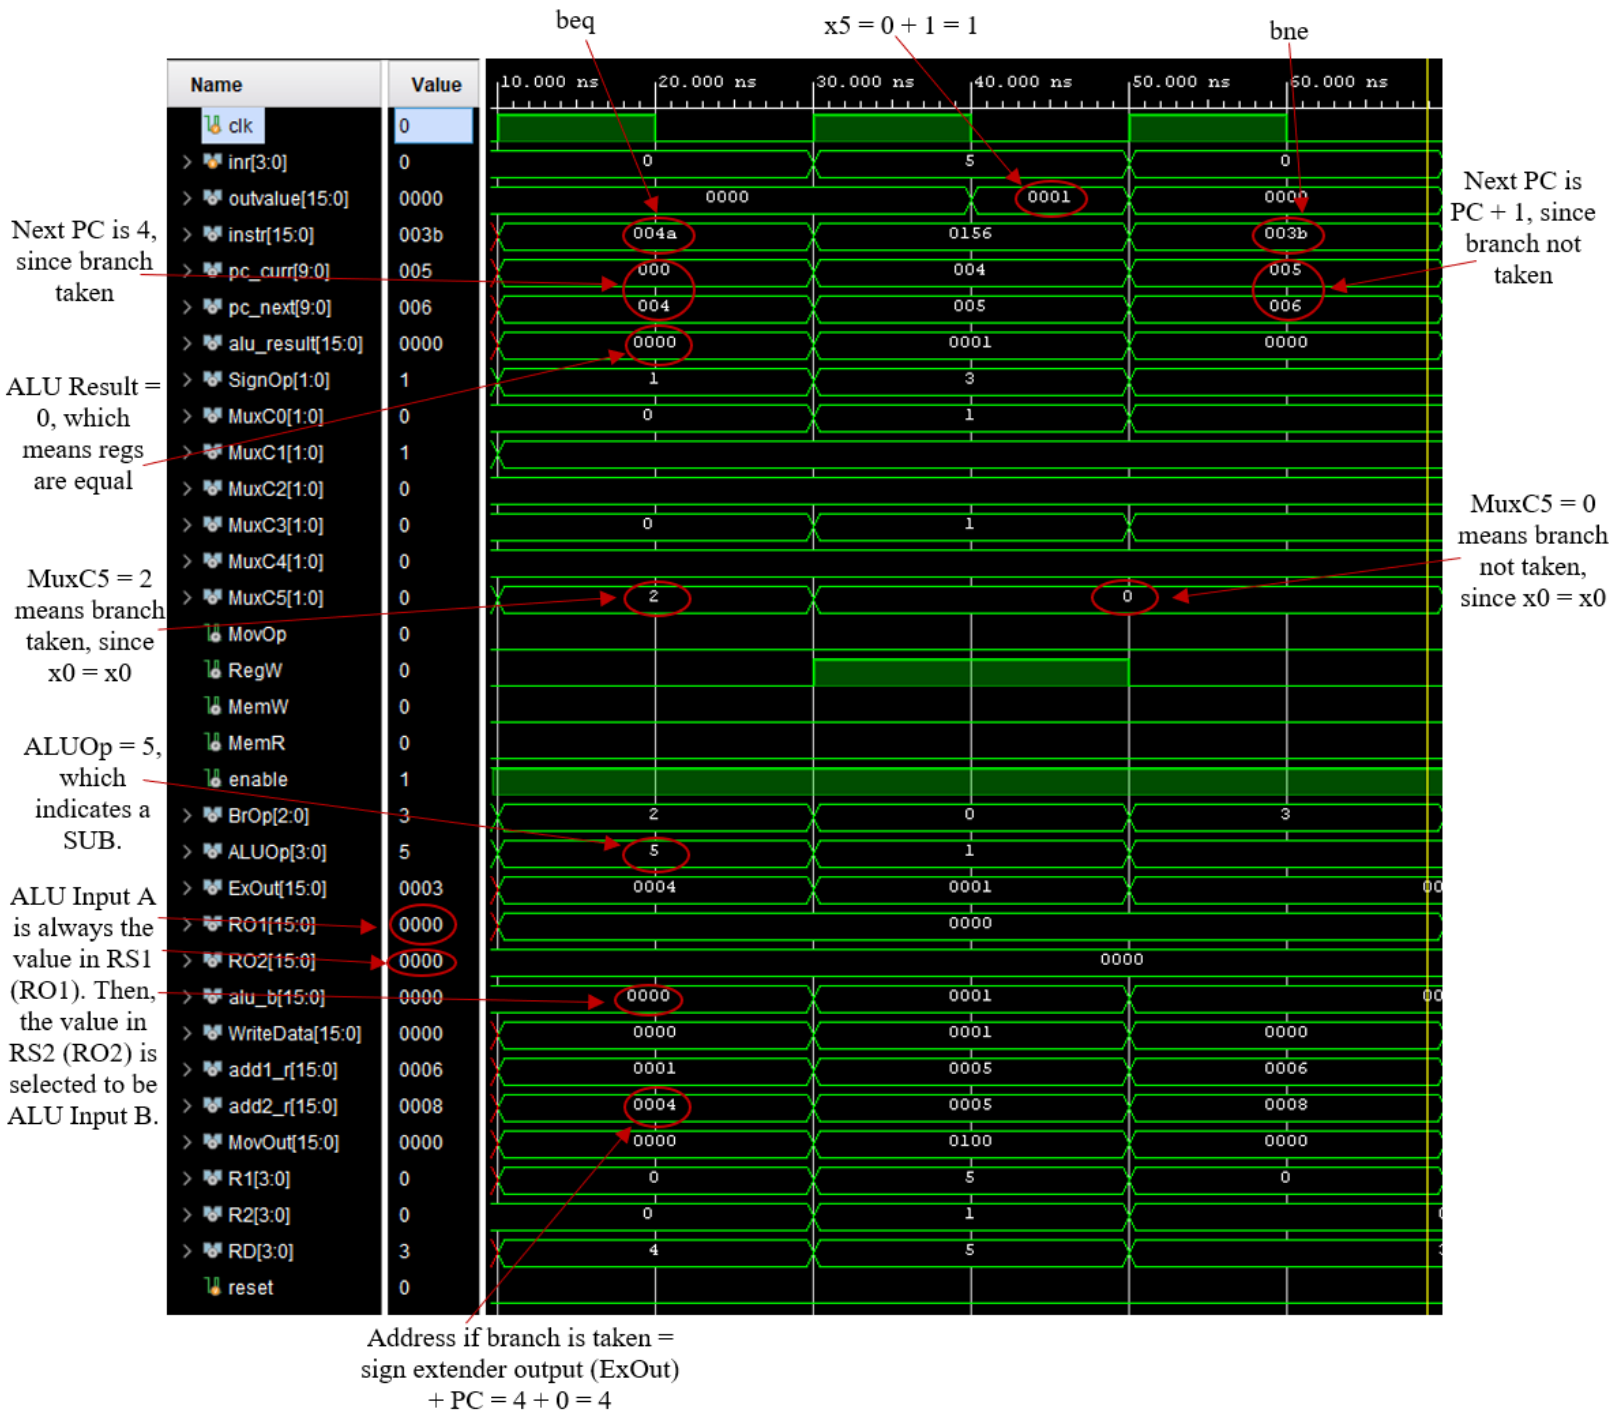 beq
x5 = 0 + 1 = 1
bne
Name Value 10.000 ns 20.000 ns 30.000 ns 40.000 ns 50.000 ns 60.000 ns
clk 0
inr[3:0] 0 0 5 0
outvalue[15:0] 0000 0000 0001 0000
instr[15:0] 003b 004a 0156 003b
pc_curr[9:0] 005 000 004 005
pc_next[9:0] 006 004 005 006
alu_result[15:0] 0000 0000 0001 0000
SignOp[1:0] 1 1 3
MuxC0[1:0] 0 0 1
MuxC1[1:0] 1
MuxC2[1:0] 0
MuxC3[1:0] 0 0 1
MuxC4[1:0] 0
MuxC5[1:0] 0 2 0
MovOp 0
RegW 0
MemW 0
MemR 0
enable 1
BrOp[2:0] 3 2 0 3
ALUOp[3:0] 5 5 1
ExOut[15:0] 0003 0004 0001 00
RO1[15:0] 0000 0000
RO2[15:0] 0000 0000
alu_b[15:0] 0000 0000 0001 00
WriteData[15:0] 0000 0000 0001 0000
add1_r[15:0] 0006 0001 0005 0006
add2_r[15:0] 0008 0004 0005 0008
MovOut[15:0] 0000 0000 0100 0000
R1[3:0] 0 0 5 0
R2[3:0] 0 0 1
RD[3:0] 3 4 5
reset 0
Next PC is 4,
since branch
taken
ALU Result =
0, which
means regs
are equal
MuxC5 = 2
means branch
taken, since
x0 = x0
ALUOp = 5,
which
indicates a
SUB.
ALU Input A
is always the
value in RS1
(RO1). Then,
the value in
RS2 (RO2) is
selected to be
ALU Input B.
Next PC is
PC + 1, since
branch not
taken
MuxC5 = 0
means branch
not taken,
since x0 = x0
Address if branch is taken =
sign extender output (ExOut)
+ PC = 4 + 0 = 4